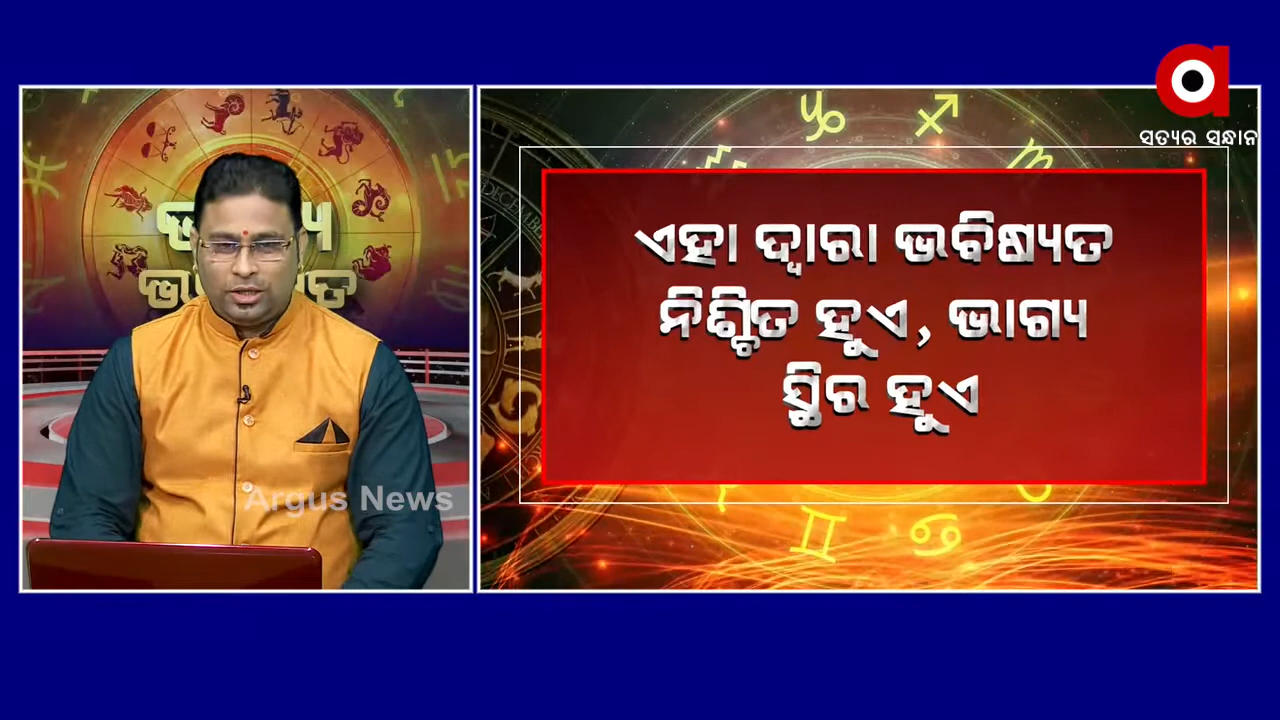 ସତ୍ୟର ସନ୍ଧାନ
ଏହା ଦ୍ୱାରା ଭବିଷ୍ୟତ
ନିଶ୍ଚିତ ହୁଏ, ଭାଗ୍ୟ
ସ୍ଥିର ହୁଏ
Argus News